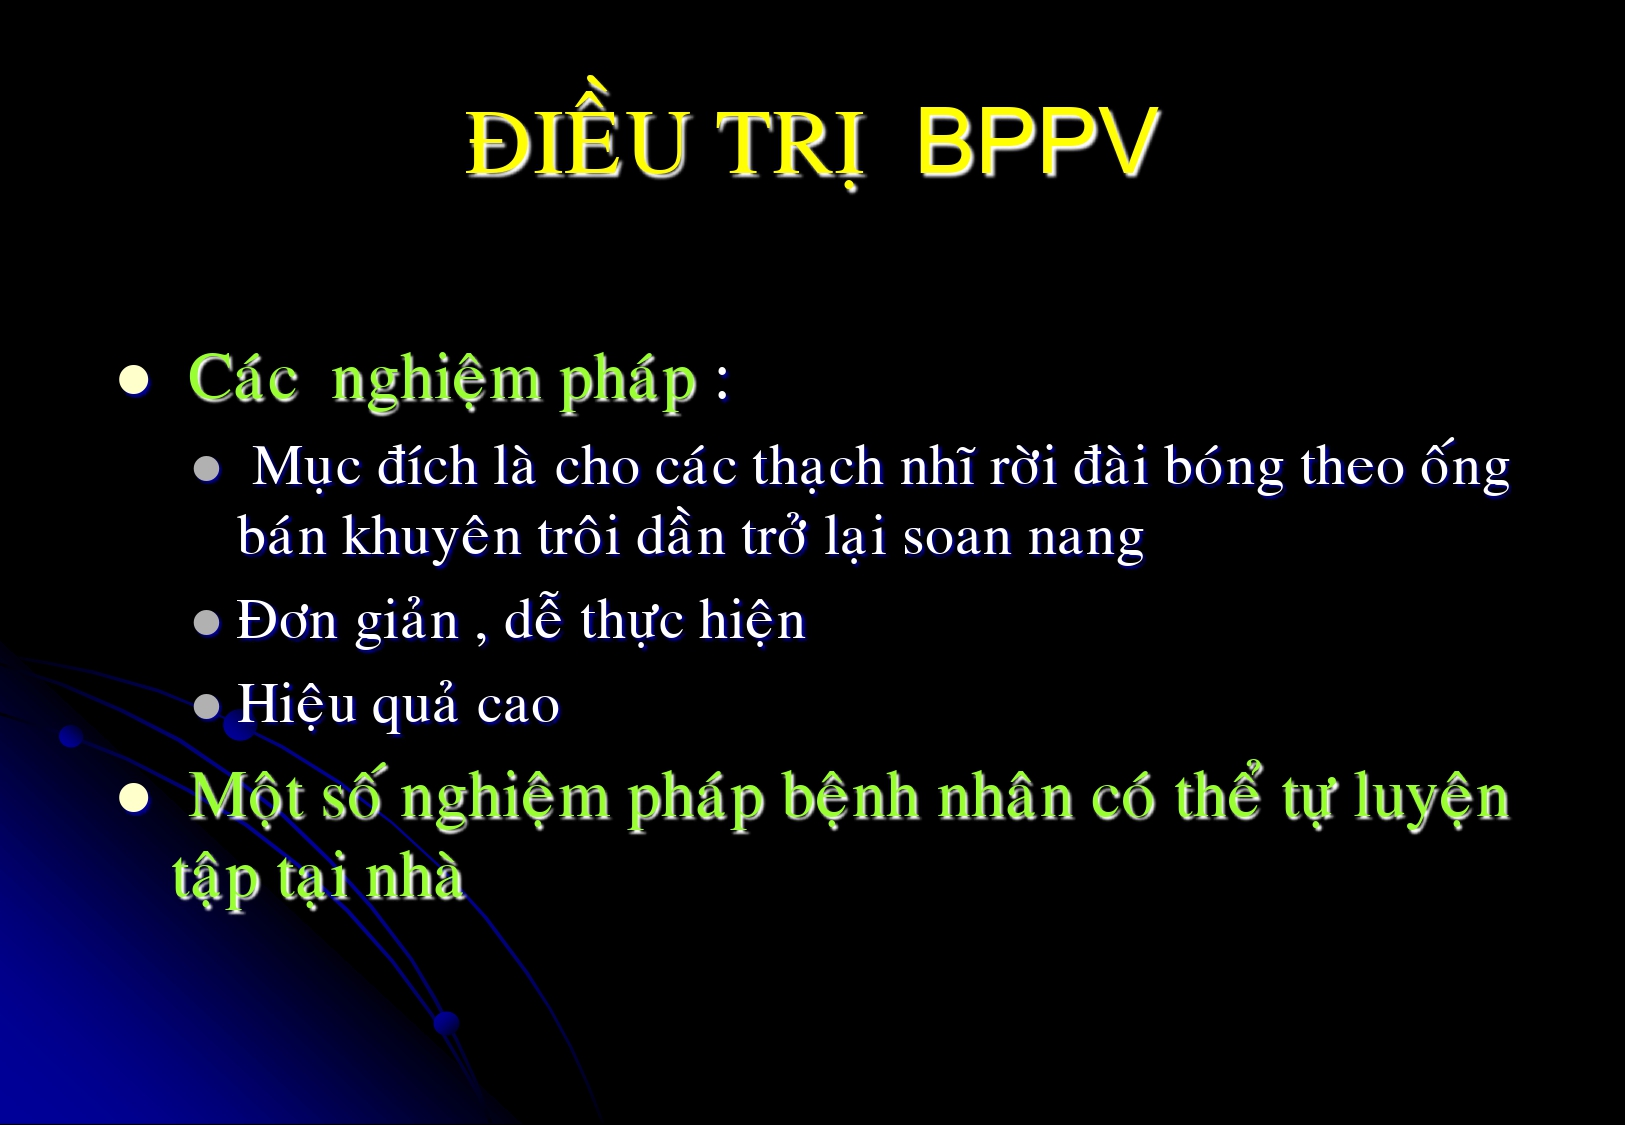 ĐIỀU TRỊ BPPV
Các nghiệm pháp :
Mục đích là cho các thạch nhĩ rời đài bóng theo ống
bán khuyên trôi dần trở lại soan nang
Đơn giản , dễ thực hiện
Hiệu quả cao
Một số nghiệm pháp bệnh nhân có thể tự luyện
tập tại nhà